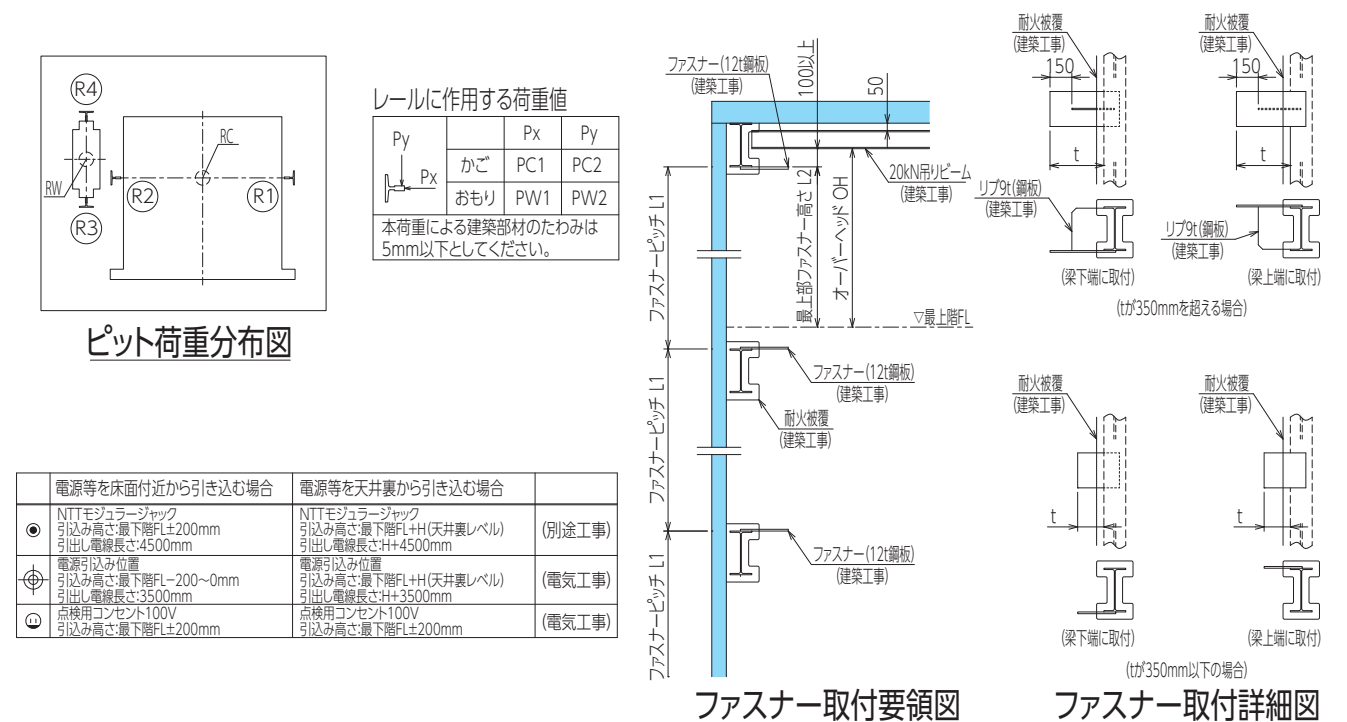 R4
RC
RW
R2
R1
R3
ピット荷重分布図
レールに作用する荷重値
Py
Px
Px Py
かご PC1 PC2
おもり PW1 PW2
本荷重による建築部材のたわみは
5mm以下としてください。
電源等を床面付近から引き込む場合 電源等を天井裏から引き込む場合
NTTモジュラージャック
引込み高さ:最下階FL±200mm
引出し電線長さ:4500mm
NTTモジュラージャック
引込み高さ:最下階FL+H(天井裏レベル)
引出し電線長さ:H+4500mm
(別途工事)
電源引込み位置
引込み高さ:最下階FL−200～0mm
引出し電線長さ:3500mm
電源引込み位置
引込み高さ:最下階FL+H(天井裏レベル)
引出し電線長さ:H+3500mm
(電気工事)
点検用コンセント100V
引込み高さ:最下階FL±200mm
点検用コンセント100V
引込み高さ:最下階FL±200mm
(電気工事)
ファスナー(12t鋼板)
(建築工事)
100以上
50
20kN吊りビーム
(建築工事)
ファスナーピッチ L1
最上部ファスナー高さ L2
オーバーヘッド OH
▽最上階FL
ファスナー(12t鋼板)
(建築工事)
耐火被覆
(建築工事)
ファスナーピッチ L1
ファスナー(12t鋼板)
(建築工事)
ファスナーピッチ L1
ファスナー取付要領図
耐火被覆
(建築工事)
150
t
リブ9t(鋼板)
(建築工事)
(梁下端に取付)
耐火被覆
(建築工事)
150
t
リブ9t(鋼板)
(建築工事)
(梁上端に取付)
(tが350mmを超える場合)
耐火被覆
(建築工事)
t
(梁下端に取付)
耐火被覆
(建築工事)
t
(梁上端に取付)
(tが350mm以下の場合)
ファスナー取付詳細図